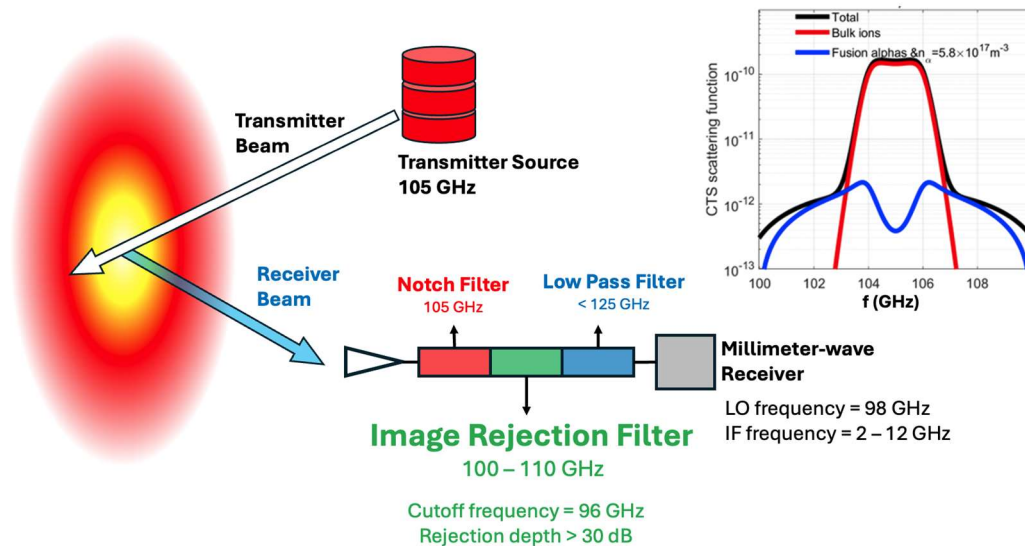 Transmitter
Beam
Transmitter Source
105 GHz
Receiver
Beam
Notch Filter
105 GHz
Low Pass Filter
< 125 GHz
Image Rejection Filter
100 – 110 GHz
Cutoff frequency = 96 GHz
Rejection depth > 30 dB
Millimeter-wave
Receiver
LO frequency = 98 GHz
IF frequency = 2 – 12 GHz
Total
Bulk ions
Fusion alphas &n_α=5.8×10^17m^-3
CTS scattering function
10^-10
10^-11
10^-12
10^-13
100 102 104 106 108
f (GHz)